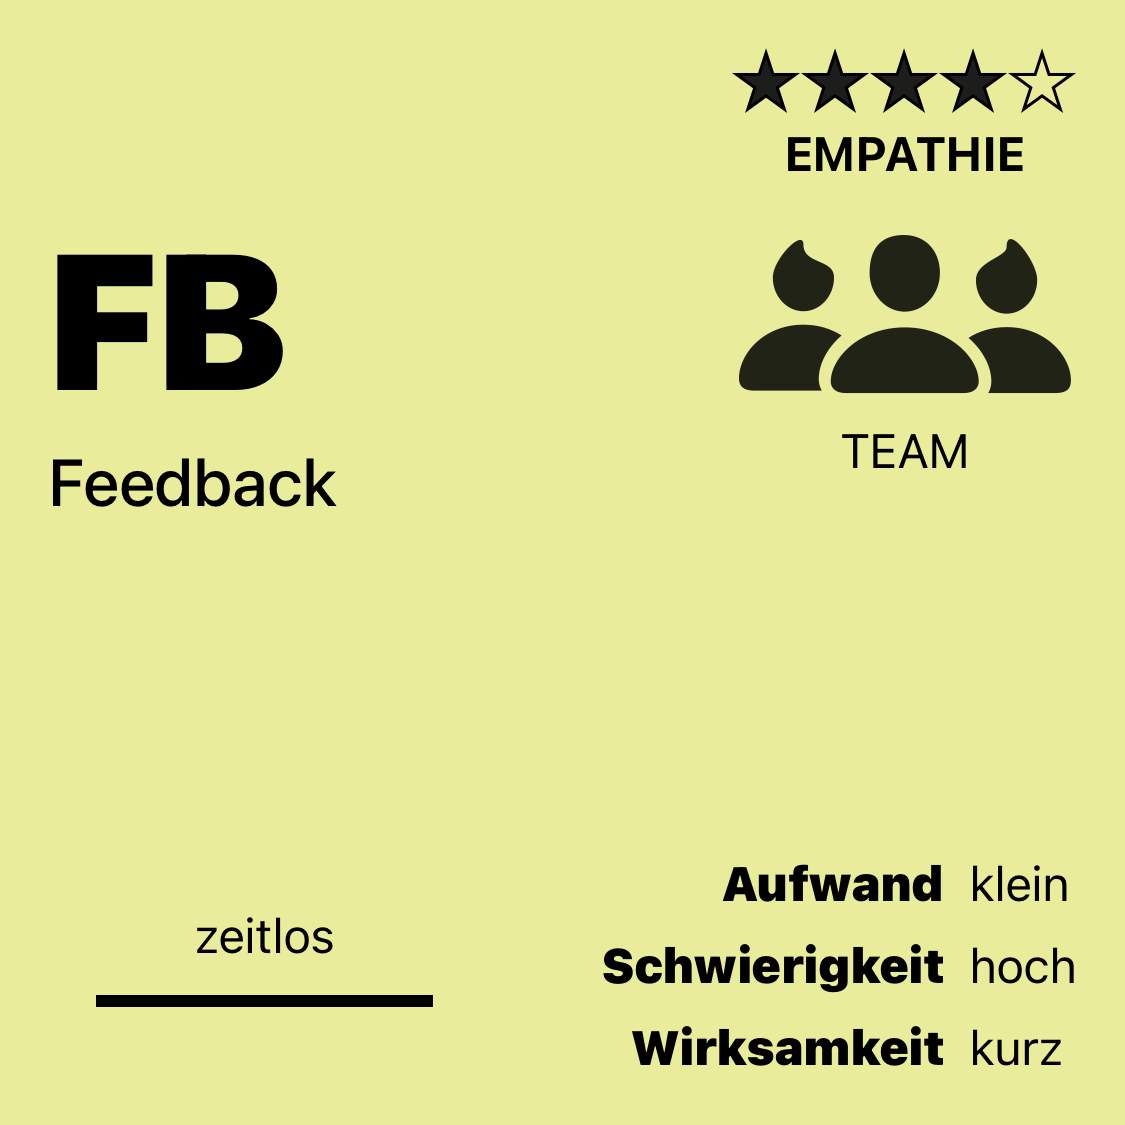 ★★★★☆
EMPATHIE
FB
TEAM
Feedback
zeitlos
Aufwand klein
Schwierigkeit hoch
Wirksamkeit kurz